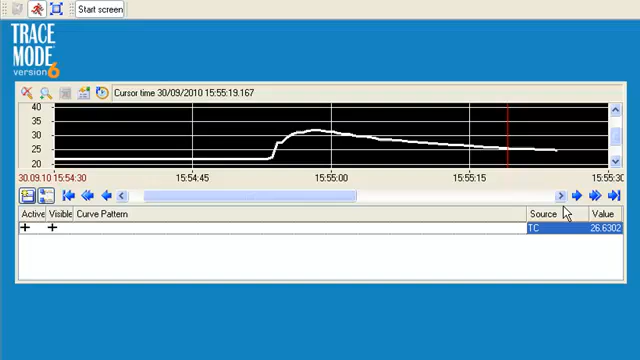 Start screen
TRACE
MODE
version 6
Cursor time 30/09/2010 15:55:19.167
40
35
30
25
20
30.09.10 15:54:30 15:54:45 15:55:00 15:55:15 15:55:30
Active Visible Curve Pattern Source Value
TC 26.6302